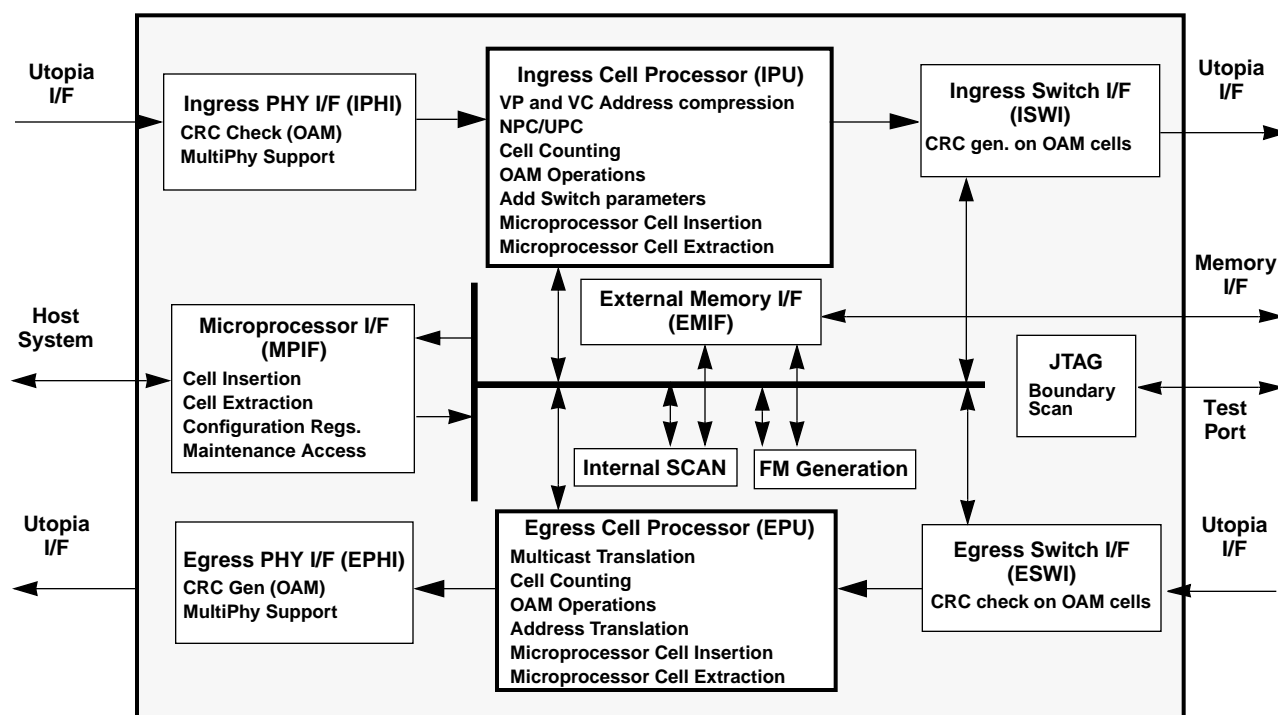 Utopia
I/F
Ingress PHY I/F (IPHI)
CRC Check (OAM)
MultiPhy Support
Ingress Cell Processor (IPU)
VP and VC Address compression
NPC/UPC
Cell Counting
OAM Operations
Add Switch parameters
Microprocessor Cell Insertion
Microprocessor Cell Extraction
Ingress Switch I/F
(ISWI)
CRC gen. on OAM cells
Utopia
I/F
Host
System
Microprocessor I/F
(MPIF)
Cell Insertion
Cell Extraction
Configuration Regs.
Maintenance Access
External Memory I/F
(EMIF)
Memory
I/F
JTAG
Boundary
Scan
Test
Port
Internal SCAN
FM Generation
Utopia
I/F
Egress PHY I/F (EPHI)
CRC Gen (OAM)
MultiPhy Support
Egress Cell Processor (EPU)
Multicast Translation
Cell Counting
OAM Operations
Address Translation
Microprocessor Cell Insertion
Microprocessor Cell Extraction
Egress Switch I/F
(ESWI)
CRC check on OAM cells
Utopia
I/F